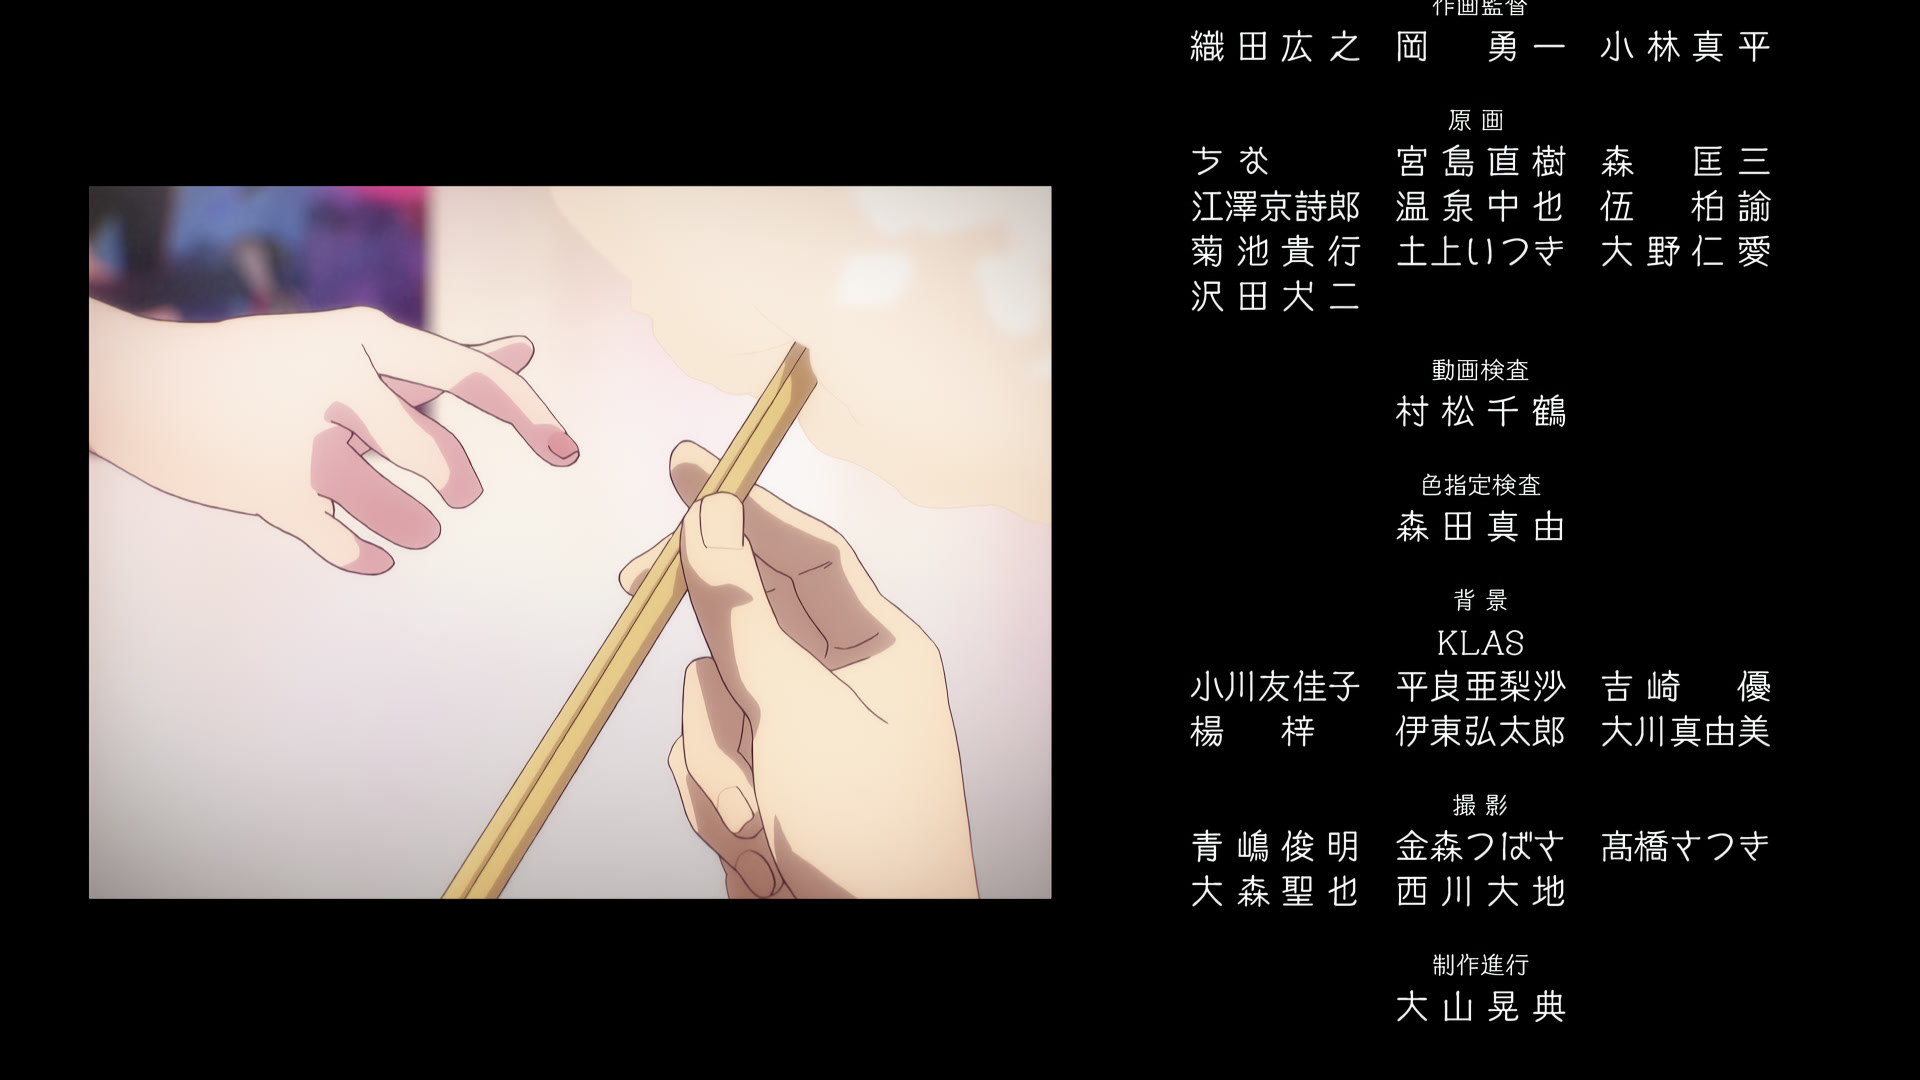 作画監督
織田広之 岡勇一 小林真平
原画
ちな 宮島直樹 森匡三
江澤京詩郎 温泉中也 伍柏諭
菊池貴行 土上いつき 大野仁愛
沢田犬二
動画検査
村松千鶴
色指定検査
森田真由
背景
KLAS
小川友佳子 平良亜梨沙 吉崎優
楊梓 伊東弘太郎 大川真由美
撮影
青嶋俊明 金森つばさ 髙橋さつき
大森聖也 西川大地
制作進行
大山晃典